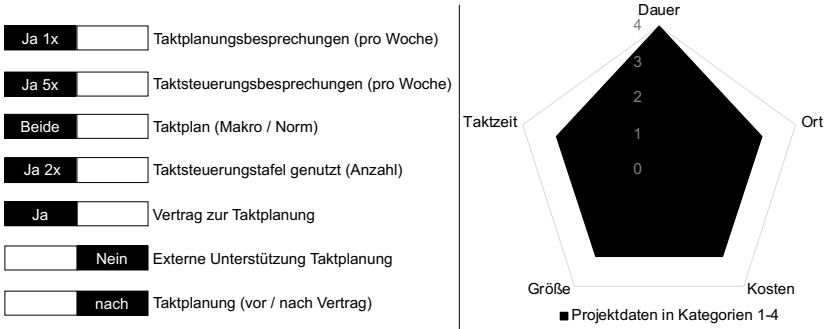 Ja 1x Taktplanungsbesprechungen (pro Woche)
Ja 5x Taktsteuerungsbesprechungen (pro Woche)
Beide Taktplan (Makro / Norm)
Ja 2x Taktsteuerungstafel genutzt (Anzahl)
Ja Vertrag zur Taktplanung
Nein Externe Unterstützung Taktplanung
nach Taktplanung (vor / nach Vertrag)
Dauer
4
3
2
1
0
Taktzeit
Ort
Größe
Kosten
Projektdaten in Kategorien 1-4